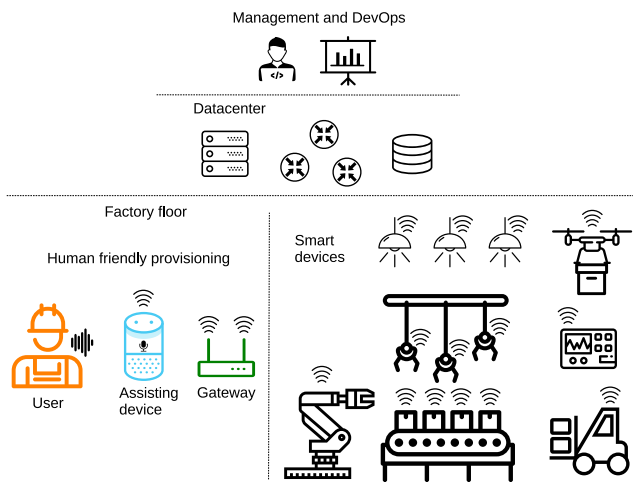 Management and DevOps
</>
Datacenter
Factory floor
Human friendly provisioning
Smart
devices
User
Assisting
device
Gateway